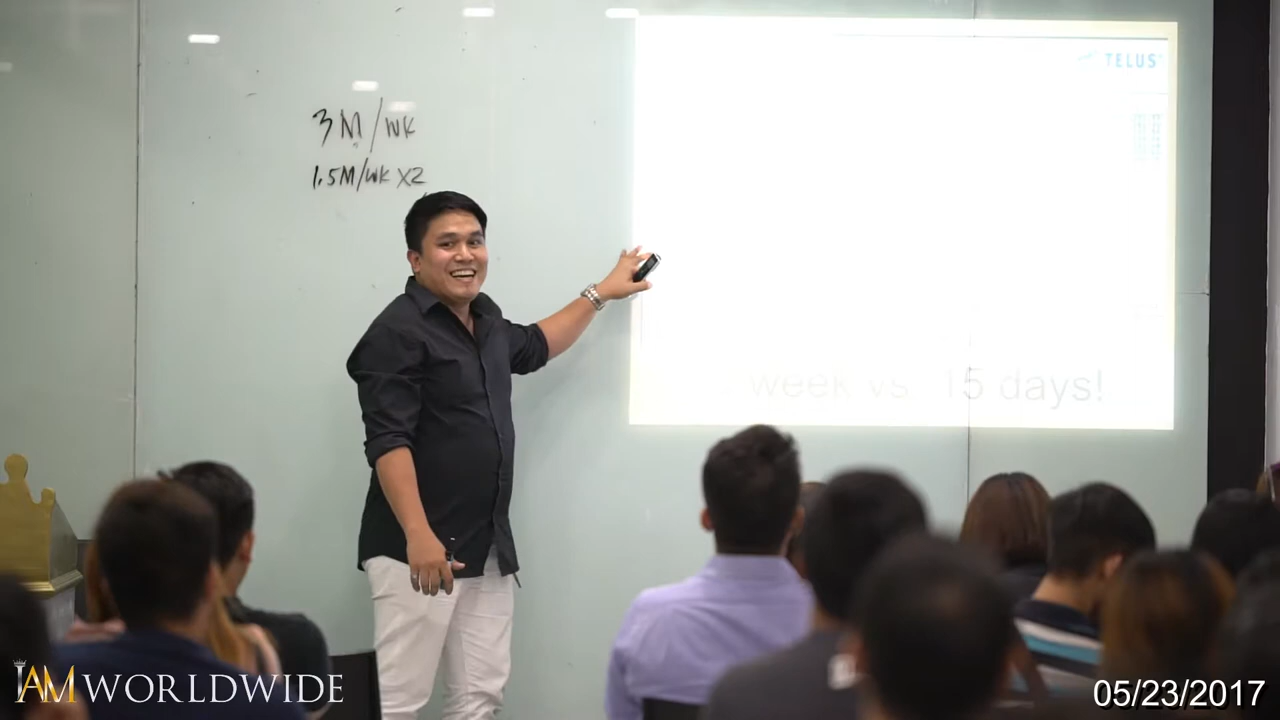 3M/WK
1.5M/WK X2
TELUS
week vs. 15 days!
IAM WORLDWIDE
05/23/2017